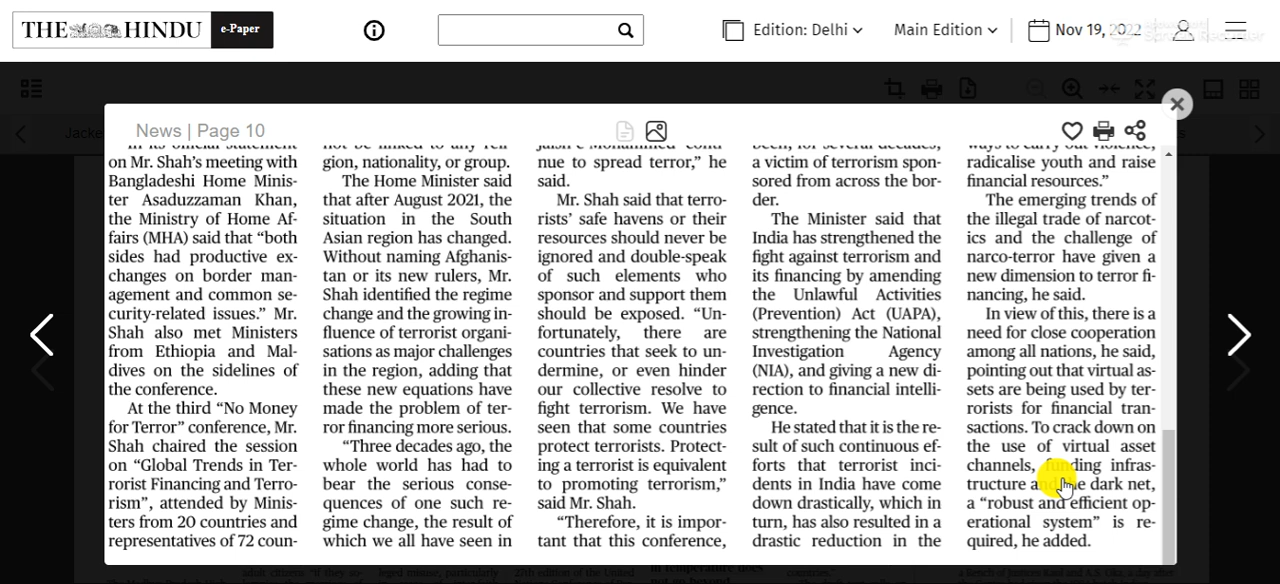 THE HINDU
e-Paper
Edition: Delhi
Main Edition
Nov 19, 2022
News | Page 10
on Mr. Shah's meeting with
Bangladeshi Home Minis-
ter Asaduzzaman Khan,
the Ministry of Home Af-
fairs (MHA) said that “both
sides had productive ex-
changes on border man-
agement and common se-
curity-related issues.” Mr.
Shah also met Ministers
from Ethiopia and Mal-
dives on the sidelines of
the conference.
At the third “No Money
for Terror” conference, Mr.
Shah chaired the session
on “Global Trends in Ter-
rorist Financing and Terro-
rism”, attended by Minis-
ters from 20 countries and
representatives of 72 coun-
not be linked to any reli-
gion, nationality, or group.
The Home Minister said
that after August 2021, the
situation in the South
Asian region has changed.
Without naming Afghanis-
tan or its new rulers, Mr.
Shah identified the regime
change and the growing in-
fluence of terrorist organi-
sations as major challenges
in the region, adding that
these new equations have
made the problem of ter-
ror financing more serious.
“Three decades ago, the
whole world has had to
bear the serious conse-
quences of one such re-
gime change, the result of
which we all have seen in
nue to spread terror,” he
said.
Mr. Shah said that terro-
rists’ safe havens or their
resources should never be
ignored and double-speak
of such elements who
sponsor and support them
should be exposed. “Un-
fortunately, there are
countries that seek to un-
dermine, or even hinder
our collective resolve to
fight terrorism. We have
seen that some countries
protect terrorists. Protect-
ing a terrorist is equivalent
to promoting terrorism,”
said Mr. Shah.
“Therefore, it is impor-
tant that this conference,
been, for several decades,
a victim of terrorism spon-
sored from across the bor-
der.
The Minister said that
India has strengthened the
fight against terrorism and
its financing by amending
the Unlawful Activities
(Prevention) Act (UAPA),
strengthening the National
Investigation Agency
(NIA), and giving a new di-
rection to financial intelli-
gence.
He stated that it is the re-
sult of such continuous ef-
forts that terrorist inci-
dents in India have come
down drastically, which in
turn, has also resulted in a
drastic reduction in the
ways to carry out violence,
radicalise youth and raise
financial resources.”
The emerging trends of
the illegal trade of narcot-
ics and the challenge of
narco-terror have given a
new dimension to terror fi-
nancing, he said.
In view of this, there is a
need for close cooperation
among all nations, he said,
pointing out that virtual as-
sets are being used by ter-
rorists for financial tran-
sactions. To crack down on
the use of virtual asset
channels, funding infras-
tructure and the dark net,
a “robust and efficient op-
erational system” is re-
quired, he added.